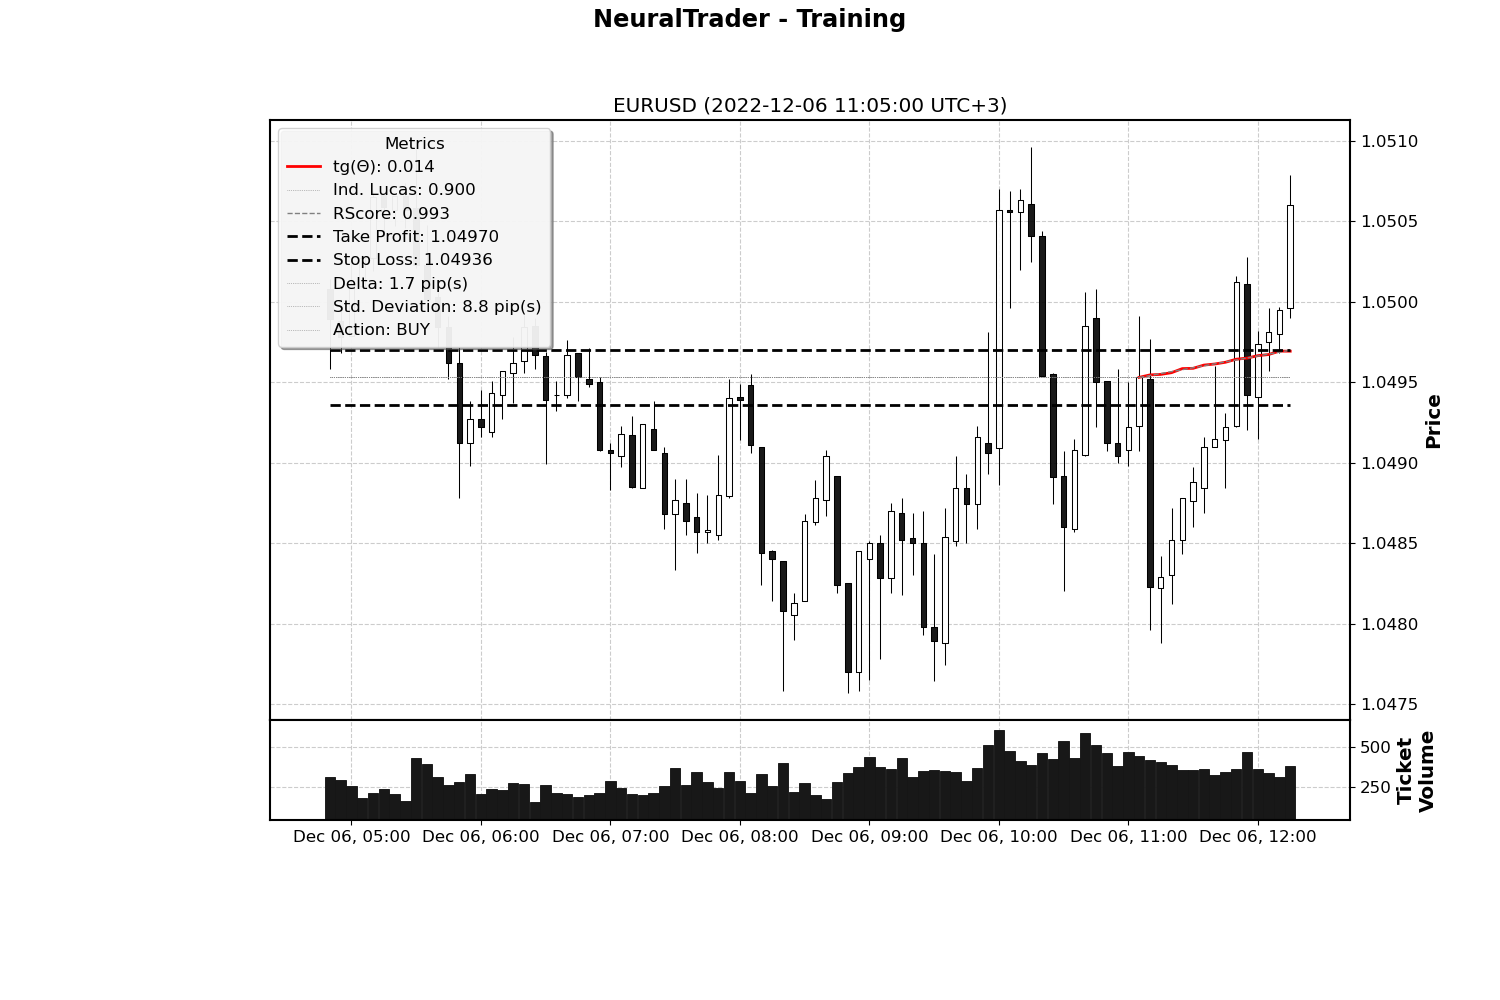 NeuralTrader - Training
EURUSD (2022-12-06 11:05:00 UTC+3)
Metrics
tg(Θ): 0.014
Ind. Lucas: 0.900
RScore: 0.993
Take Profit: 1.04970
Stop Loss: 1.04936
Delta: 1.7 pip(s)
Std. Deviation: 8.8 pip(s)
Action: BUY
1.0510
1.0505
1.0500
1.0495
1.0490
1.0485
1.0480
1.0475
Price
500
250
Ticket
Volume
Dec 06, 05:00 Dec 06, 06:00 Dec 06, 07:00 Dec 06, 08:00 Dec 06, 09:00 Dec 06, 10:00 Dec 06, 11:00 Dec 06, 12:00